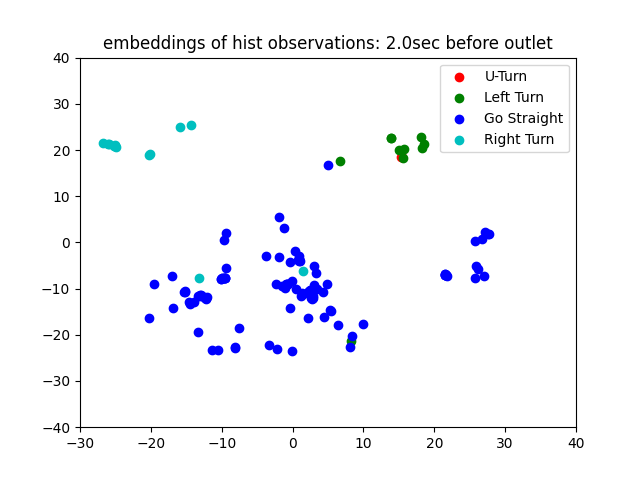 embeddings of hist observations: 2.0sec before outlet
U-Turn
Left Turn
Go Straight
Right Turn
40
30
20
10
0
−10
−20
−30
−40
−30 −20 −10 0 10 20 30 40